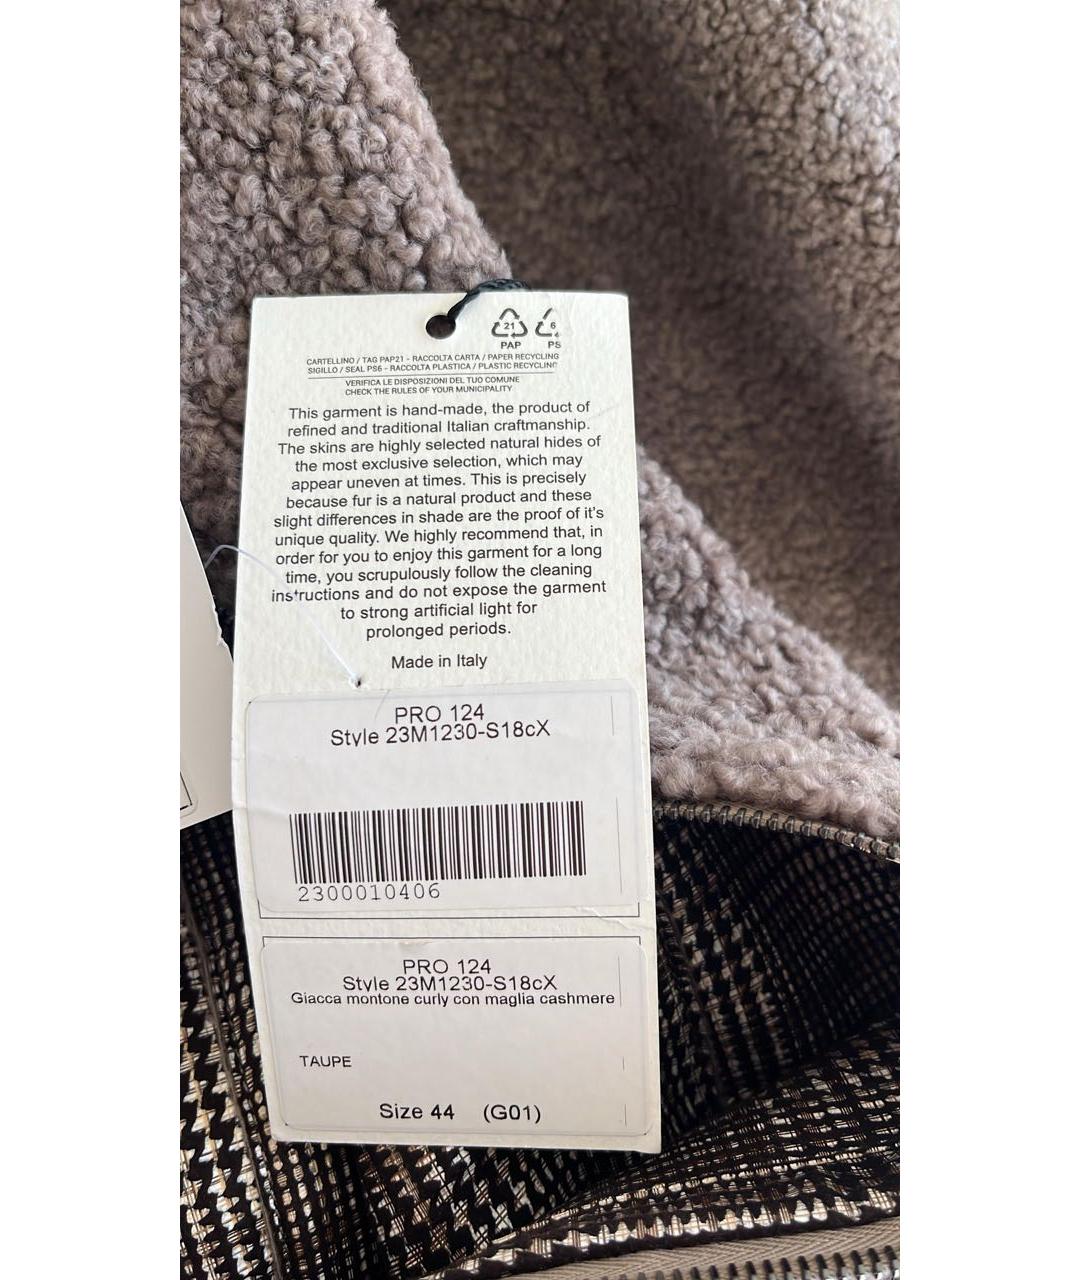 21 6
PAP PS
CARTELLINO / TAG PAP21 - RACCOLTA CARTA / PAPER RECYCLING
SIGILLO / SEAL PS6 - RACCOLTA PLASTICA / PLASTIC RECYCLING
VERIFICA LE DISPOSIZIONI DEL TUO COMUNE
CHECK THE RULES OF YOUR MUNICIPALITY
This garment is hand-made, the product of
refined and traditional Italian craftmanship.
The skins are highly selected natural hides of
the most exclusive selection, which may
appear uneven at times. This is precisely
because fur is a natural product and these
slight differences in shade are the proof of it's
unique quality. We highly recommend that, in
order for you to enjoy this garment for a long
time, you scrupulously follow the cleaning
instructions and do not expose the garment
to strong artificial light for
prolonged periods.
Made in Italy
PRO 124
Style 23M1230-S18cX
2300010406
PRO 124
Style 23M1230-S18cX
Giacca montone curly con maglia cashmere
TAUPE
Size 44 (G01)